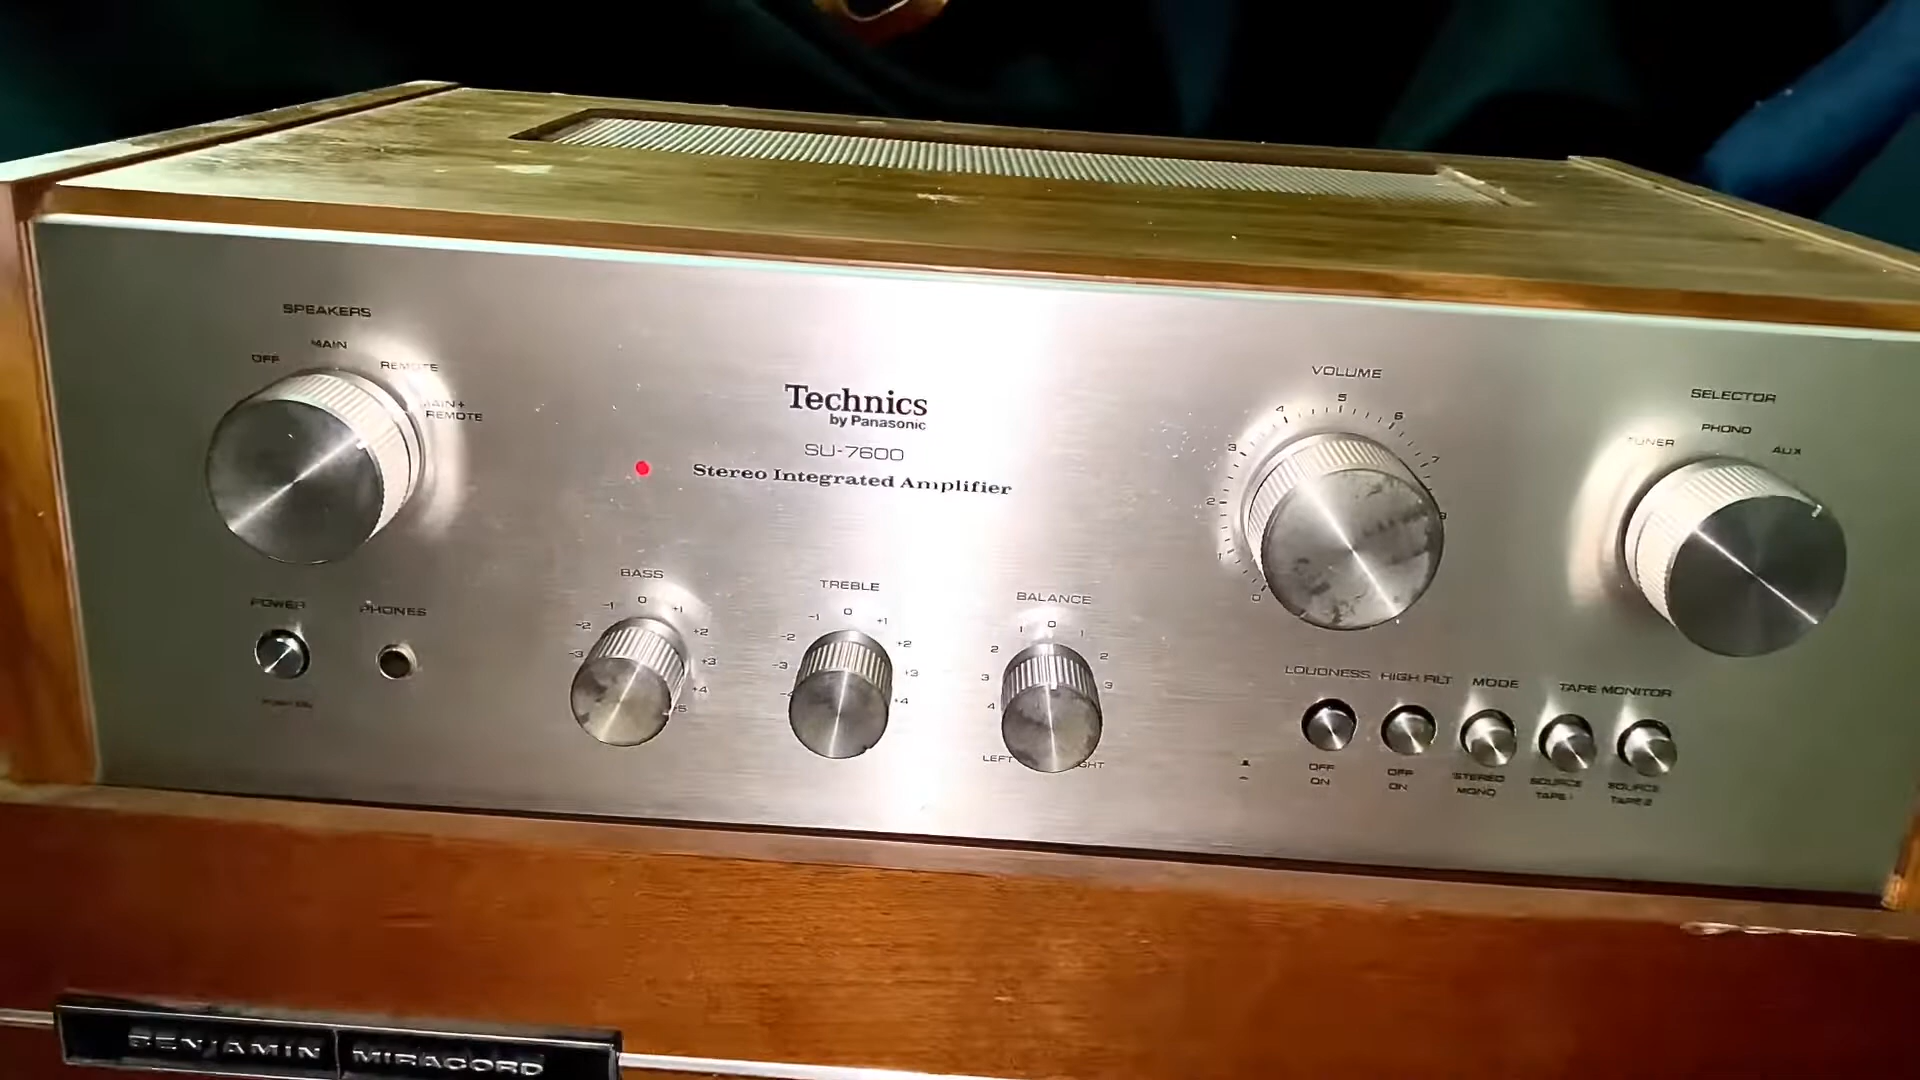 SPEAKERS
OFF
MAIN
REMOTE
MAIN+
REMOTE
Technics
by Panasonic
SU-7600
Stereo Integrated Amplifier
VOLUME
0 1 2 3 4 5 6 7 8
SELECTOR
TUNER
PHONO
AUX
POWER
PHONES
BASS
-3 -2 -1 0 +1 +2 +3 +4 +5
TREBLE
-4 -3 -2 -1 0 +1 +2 +3 +4
BALANCE
4 3 2 1 0 1 2 3
LEFT
LOUDNESS
OFF
ON
HIGH FILT
OFF
ON
MODE
STEREO
MONO
TAPE MONITOR
SOURCE
TAPE 1
SOURCE
TAPE 2
BENJAMIN MIRACORD